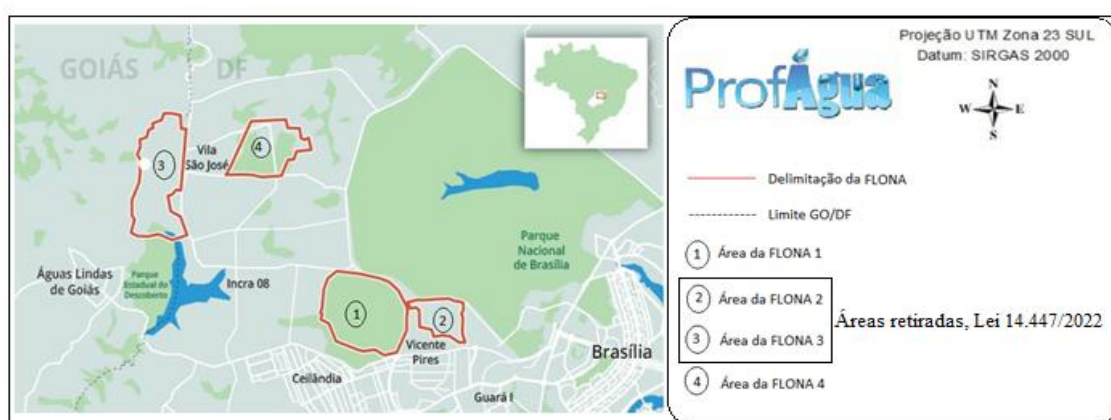 GOIÁS
DF
Vila
São José
3
4
Águas Lindas
de Goiás
Parque
Estadual do
Descoberto
Incra 08
Parque
Nacional
de Brasília
1
2
Vicente
Pires
Ceilândia
Guará I
Brasília
ProfÁgua
Projeção UTM Zona 23 SUL
Datum: SIRGAS 2000
N
W E
S
Delimitação da FLONA
Limite GO/DF
1 Área da FLONA 1
2 Área da FLONA 2
3 Área da FLONA 3
Áreas retiradas, Lei 14.447/2022
4 Área da FLONA 4